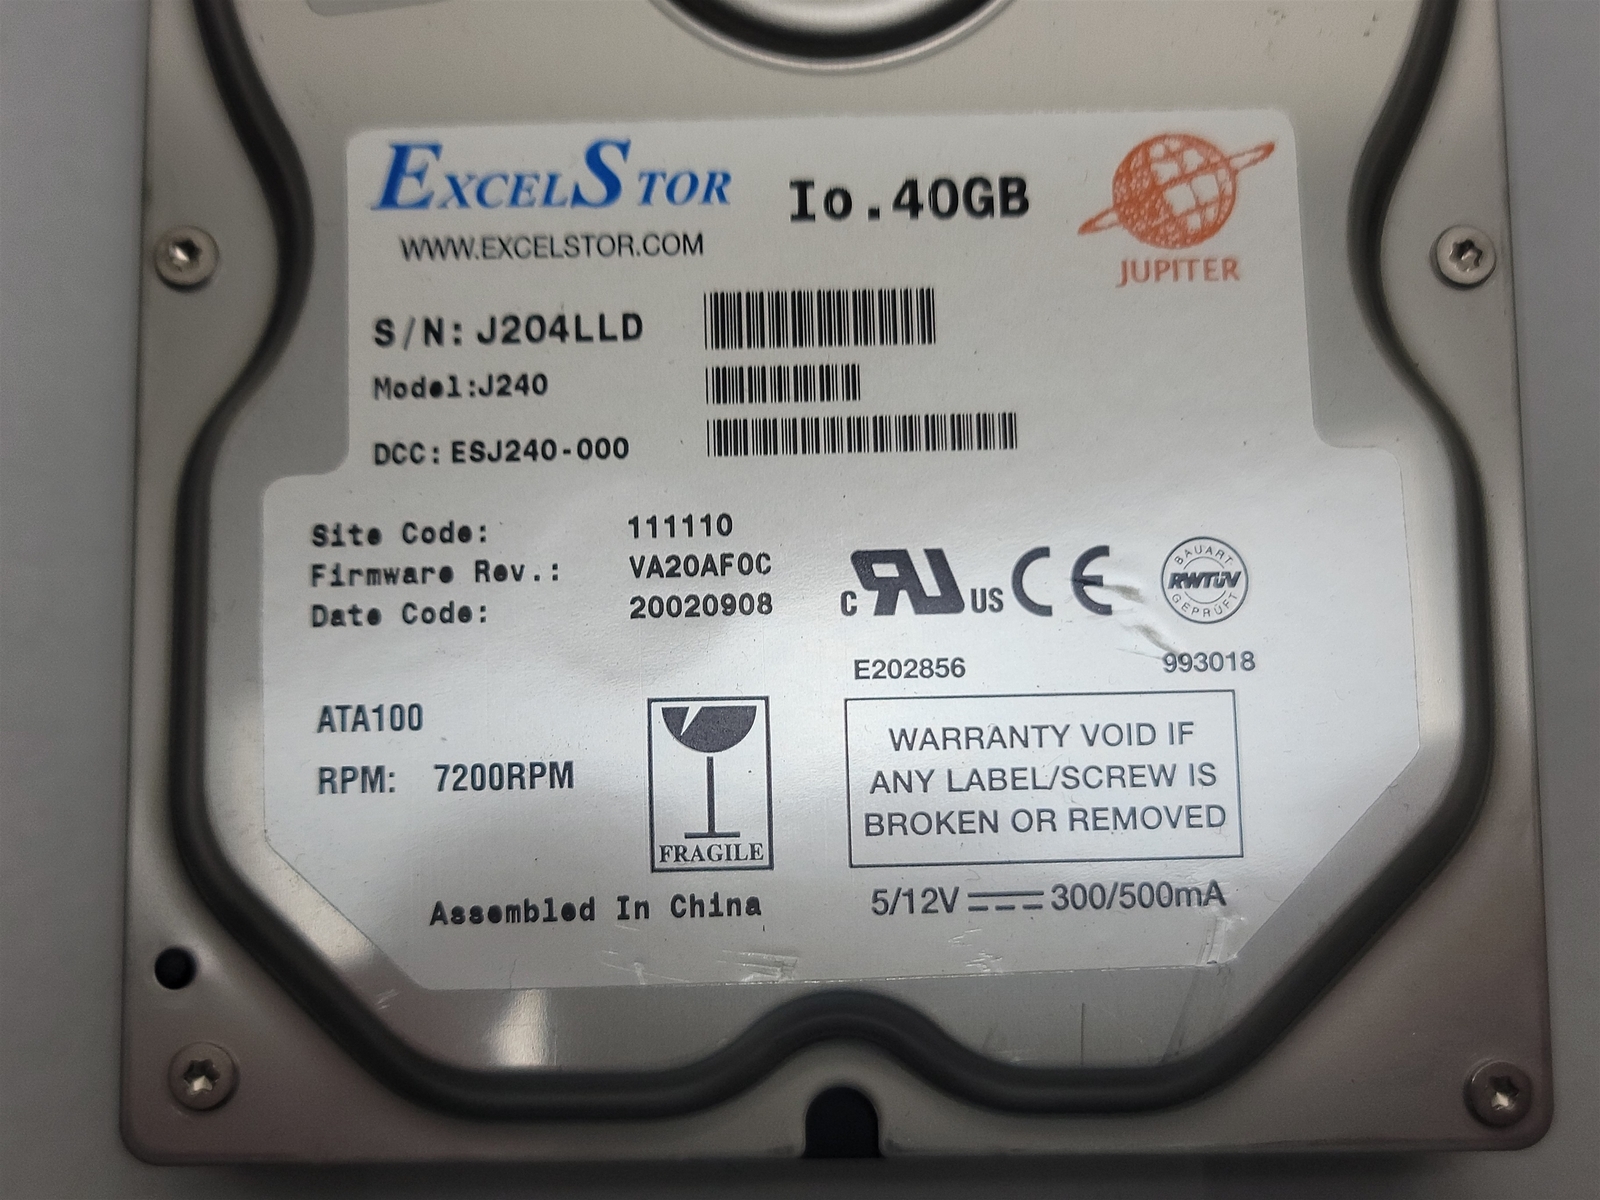 EXCELSTOR
Io.40GB
WWW.EXCELSTOR.COM
JUPITER
S/N: J204LLD
Model:J240
DCC: ESJ240-000
Site Code: 111110
Firmware Rev.: VA20AF0C
Date Code: 20020908
C US CE
BAUART
RWTÜV
GEPRÜFT
E202856
993018
ATA100
RPM: 7200RPM
FRAGILE
WARRANTY VOID IF
ANY LABEL/SCREW IS
BROKEN OR REMOVED
Assembled In China
5/12V 300/500mA